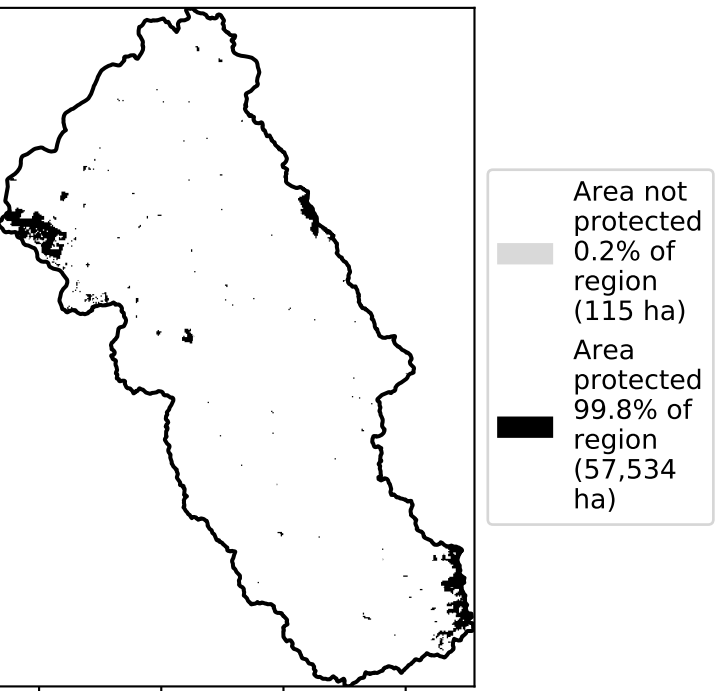 Area not
protected
0.2% of
region
(115 ha)
Area
protected
99.8% of
region
(57,534
ha)